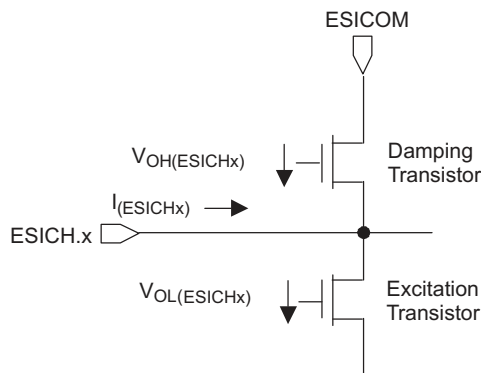 ESICOM
VOH(ESICHx)
Damping
Transistor
I(ESICHx)
ESICH.x
VOL(ESICHx)
Excitation
Transistor